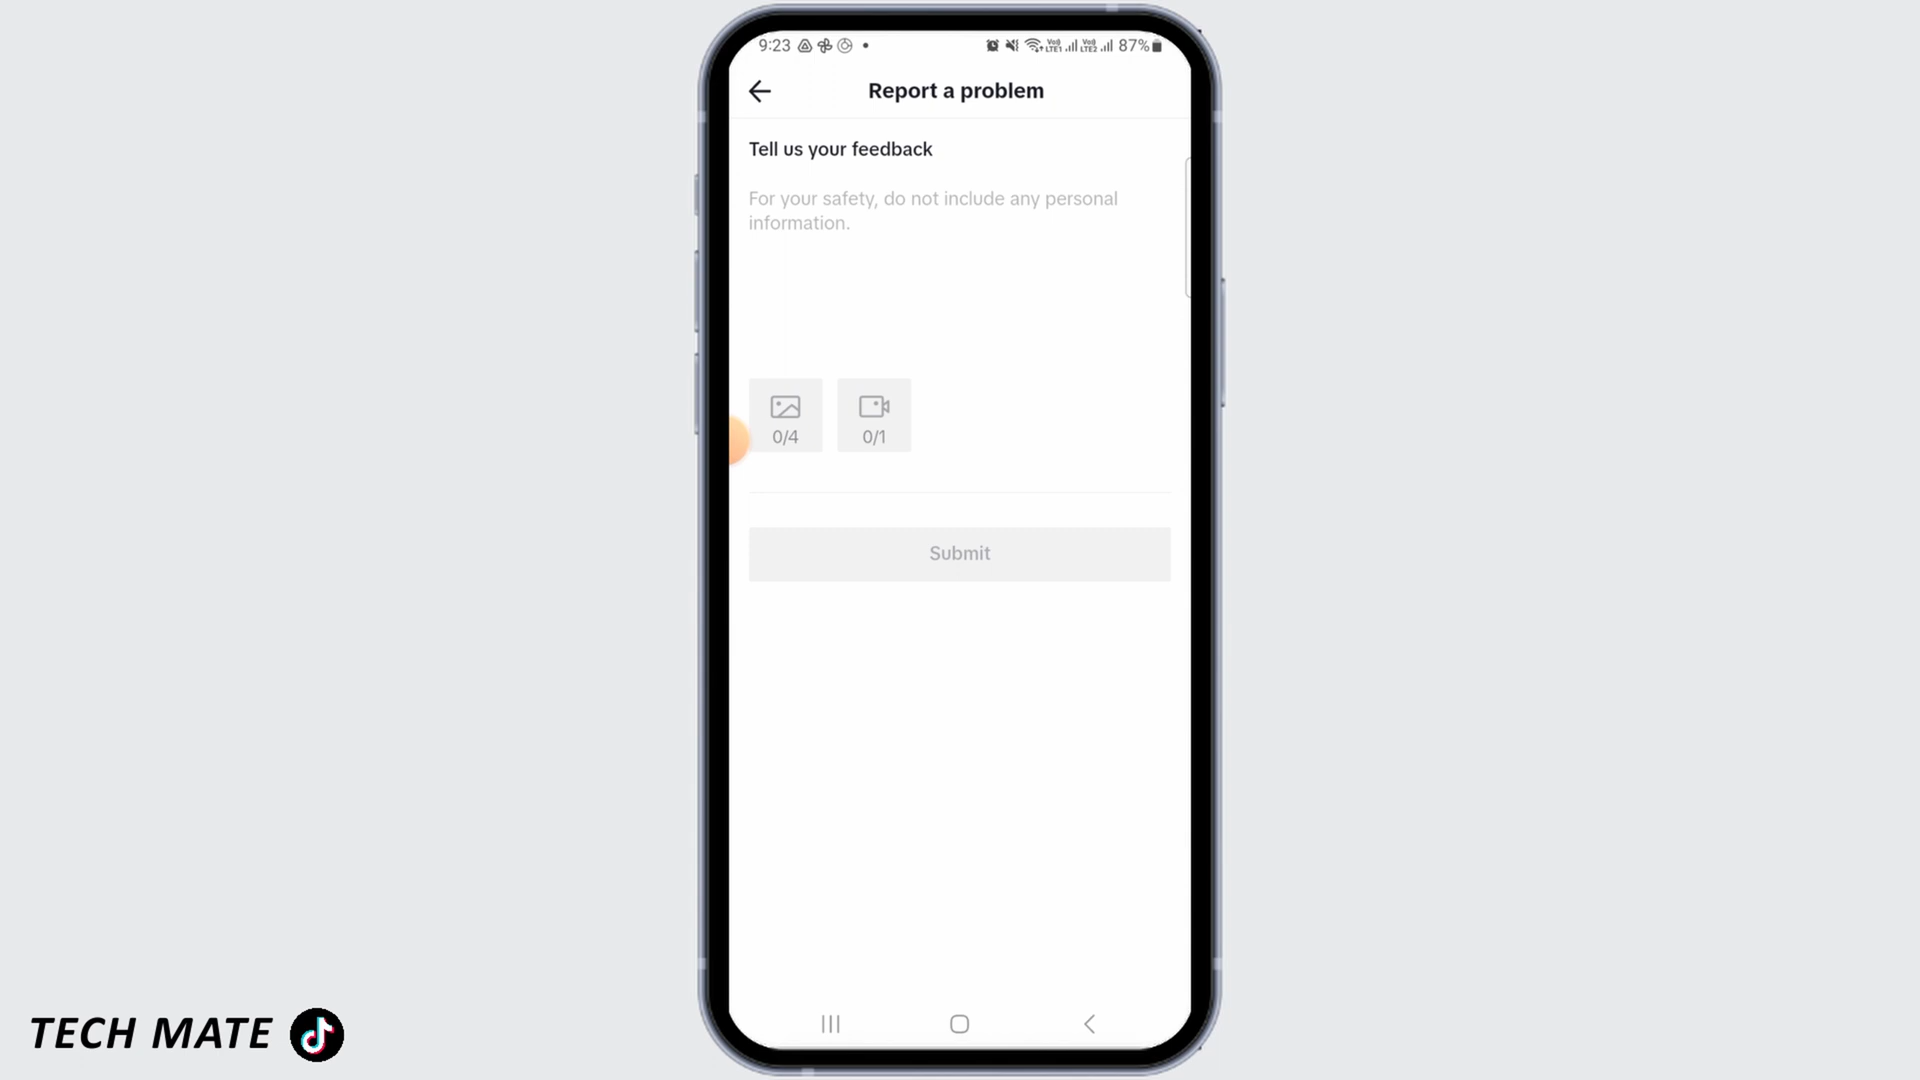 9:23
87%
Report a problem
Tell us your feedback
For your safety, do not include any personal
information.
0/4 0/1
Submit
TECH MATE